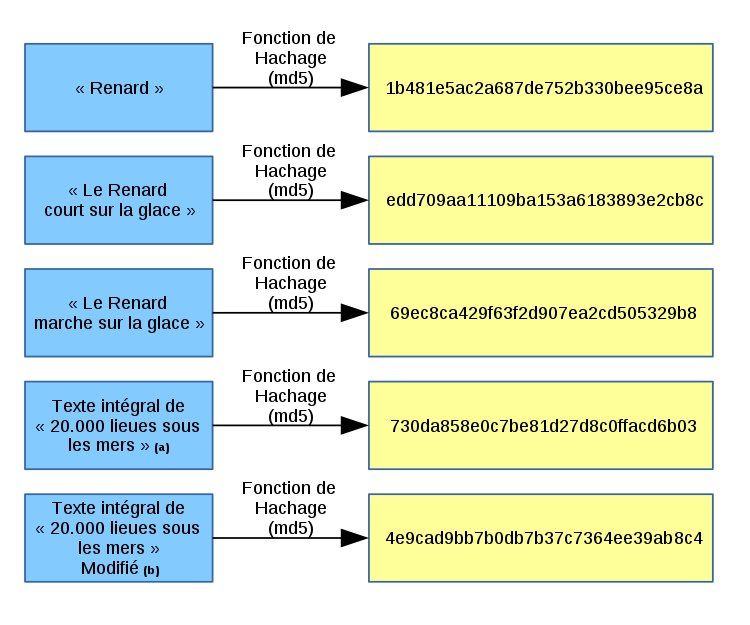 Fonction de
Hachage
(md5)
« Renard »
1b481e5ac2a687de752b330bee95ce8a
Fonction de
Hachage
(md5)
« Le Renard
court sur la glace »
edd709aa11109ba153a6183893e2cb8c
Fonction de
Hachage
(md5)
« Le Renard
marche sur la glace »
69ec8ca429f63f2d907ea2cd505329b8
Fonction de
Hachage
(md5)
Texte intégral de
« 20.000 lieues sous
les mers » (a)
730da858e0c7be81d27d8c0ffacd6b03
Fonction de
Hachage
(md5)
Texte intégral de
« 20.000 lieues sous
les mers »
Modifié (b)
4e9cad9bb7b0db7b37c7364ee39ab8c4